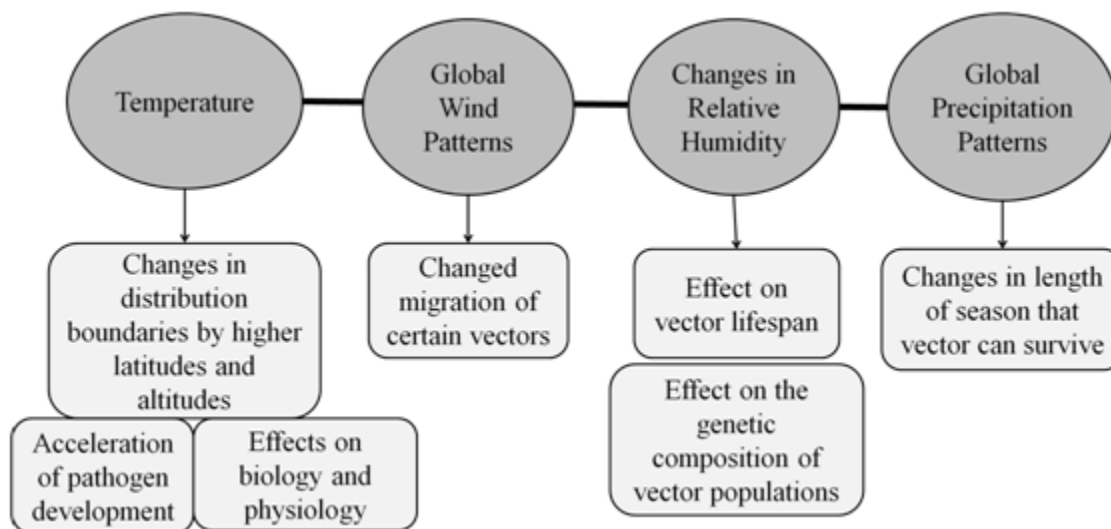 Temperature
Global
Wind
Patterns
Changes in
Relative
Humidity
Global
Precipitation
Patterns
Changes in
distribution
boundaries by higher
latitudes and
altitudes
Acceleration
of pathogen
development
Effects on
biology and
physiology
Changed
migration of
certain vectors
Effect on
vector lifespan
Effect on the
genetic
composition of
vector populations
Changes in length
of season that
vector can survive